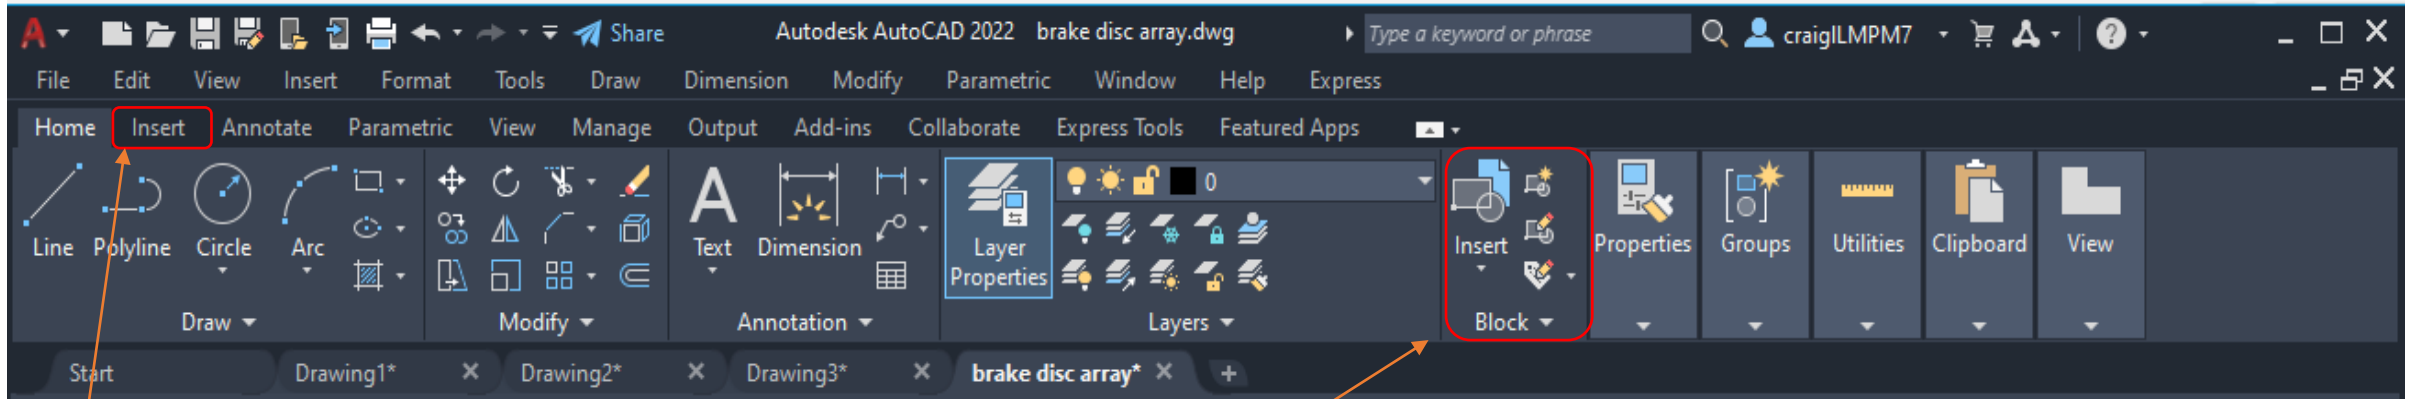 A Share Autodesk AutoCAD 2022 brake disc array.dwg Type a keyword or phrase craigILMPM7
File Edit View Insert Format Tools Draw Dimension Modify Parametric Window Help Express
Home Insert Annotate Parametric View Manage Output Add-ins Collaborate Express Tools Featured Apps
0
Line Polyline Circle Arc A Text Dimension Layer Properties Insert Properties Groups Utilities Clipboard View
Draw Modify Annotation Layers Block
Start Drawing1* Drawing2* Drawing3* brake disc array*